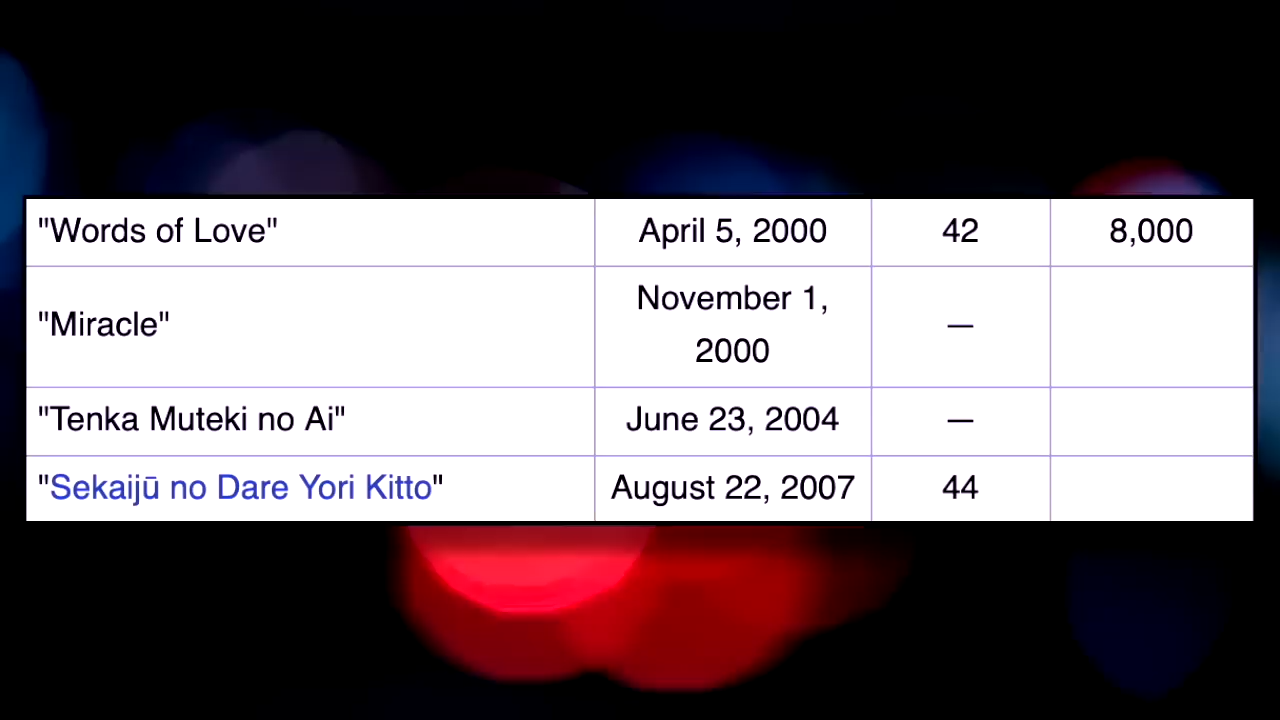 "Words of Love" April 5, 2000 42 8,000
"Miracle" November 1, 2000 —
"Tenka Muteki no Ai" June 23, 2004 —
"Sekaijū no Dare Yori Kitto" August 22, 2007 44